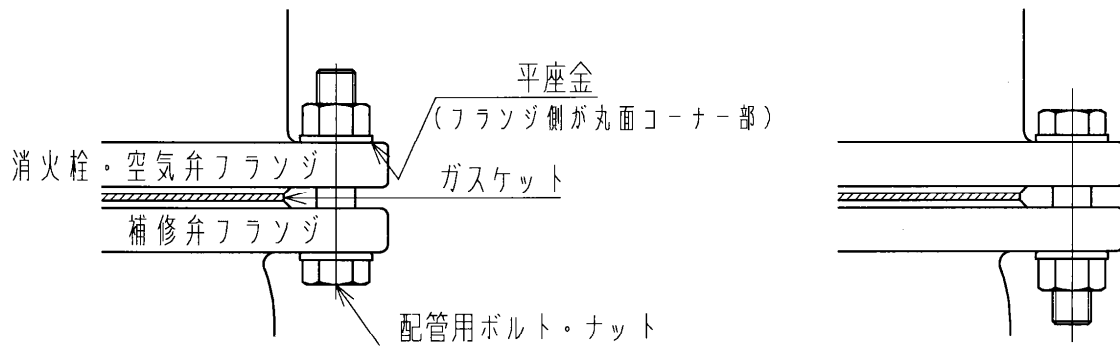 平座金
(フランジ側が丸面コーナー部)
消火栓・空気弁フランジ
ガスケット
補修弁フランジ
配管用ボルト・ナット